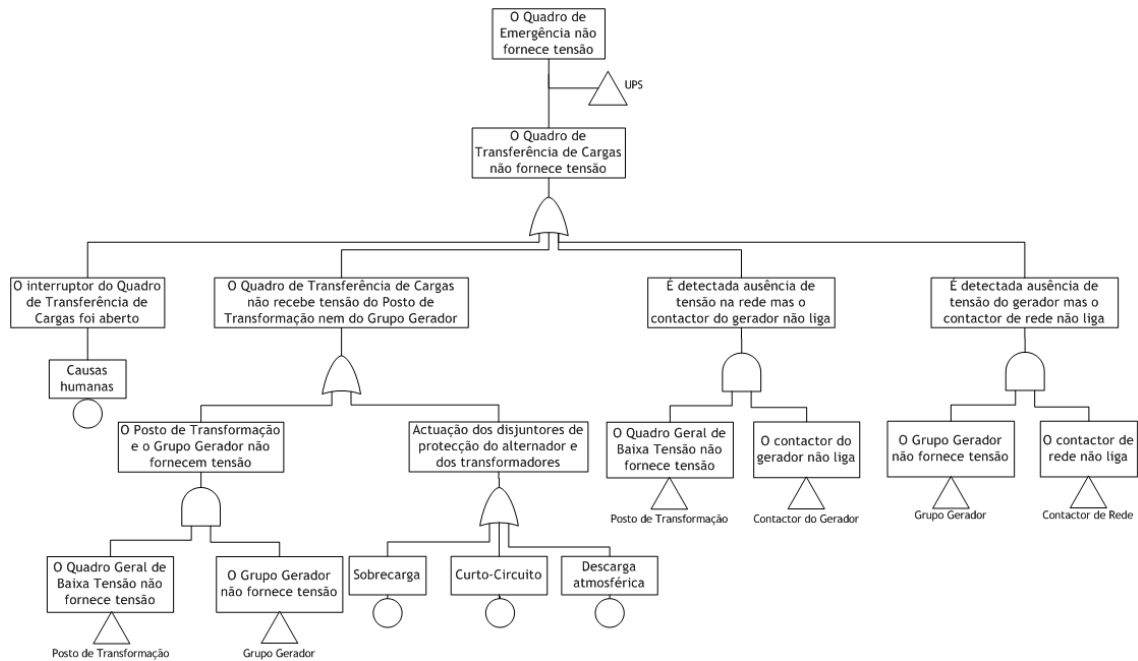 O Quadro de
Emergência não
fornece tensão
UPS
O Quadro de
Transferência de Cargas
não fornece tensão
O interruptor do Quadro
de Transferência de
Cargas foi aberto
O Quadro de Transferência de Cargas
não recebe tensão do Posto de
Transformação nem do Grupo Gerador
É detectada ausência de
tensão na rede mas o
contactor do gerador não liga
É detectada ausência de
tensão do gerador mas o
contactor de rede não liga
Causas
humanas
O Posto de Transformação
e o Grupo Gerador não
fornecem tensão
Actuação dos disjuntores de
protecção do alternador e
dos transformadores
O Quadro Geral de
Baixa Tensão não
fornece tensão
O contactor do
gerador não liga
O Grupo Gerador
não fornece tensão
O contactor de
rede não liga
Posto de Transformação
Contactor do Gerador
Grupo Gerador
Contactor de Rede
O Quadro Geral de
Baixa Tensão não
fornece tensão
O Grupo Gerador
não fornece tensão
Sobrecarga
Curto-Circuito
Descarga
atmosférica
Posto de Transformação
Grupo Gerador